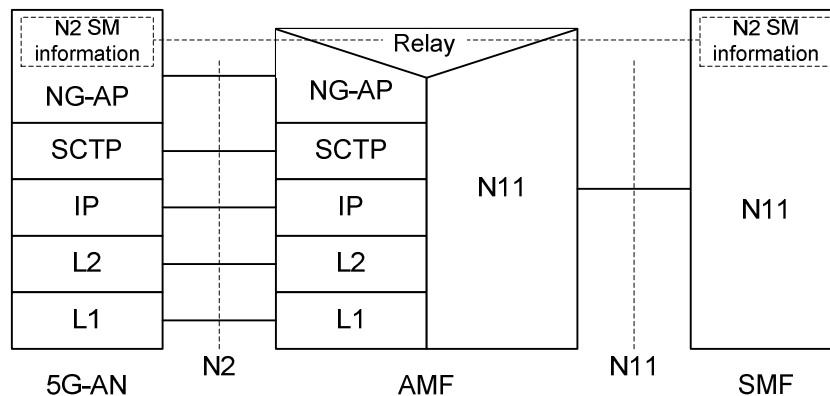 N2 SM
information
Relay
N2 SM
information
NG-AP
NG-AP
SCTP
SCTP
N11
N11
IP
IP
L2
L2
L1
L1
N2
N11
5G-AN
AMF
SMF